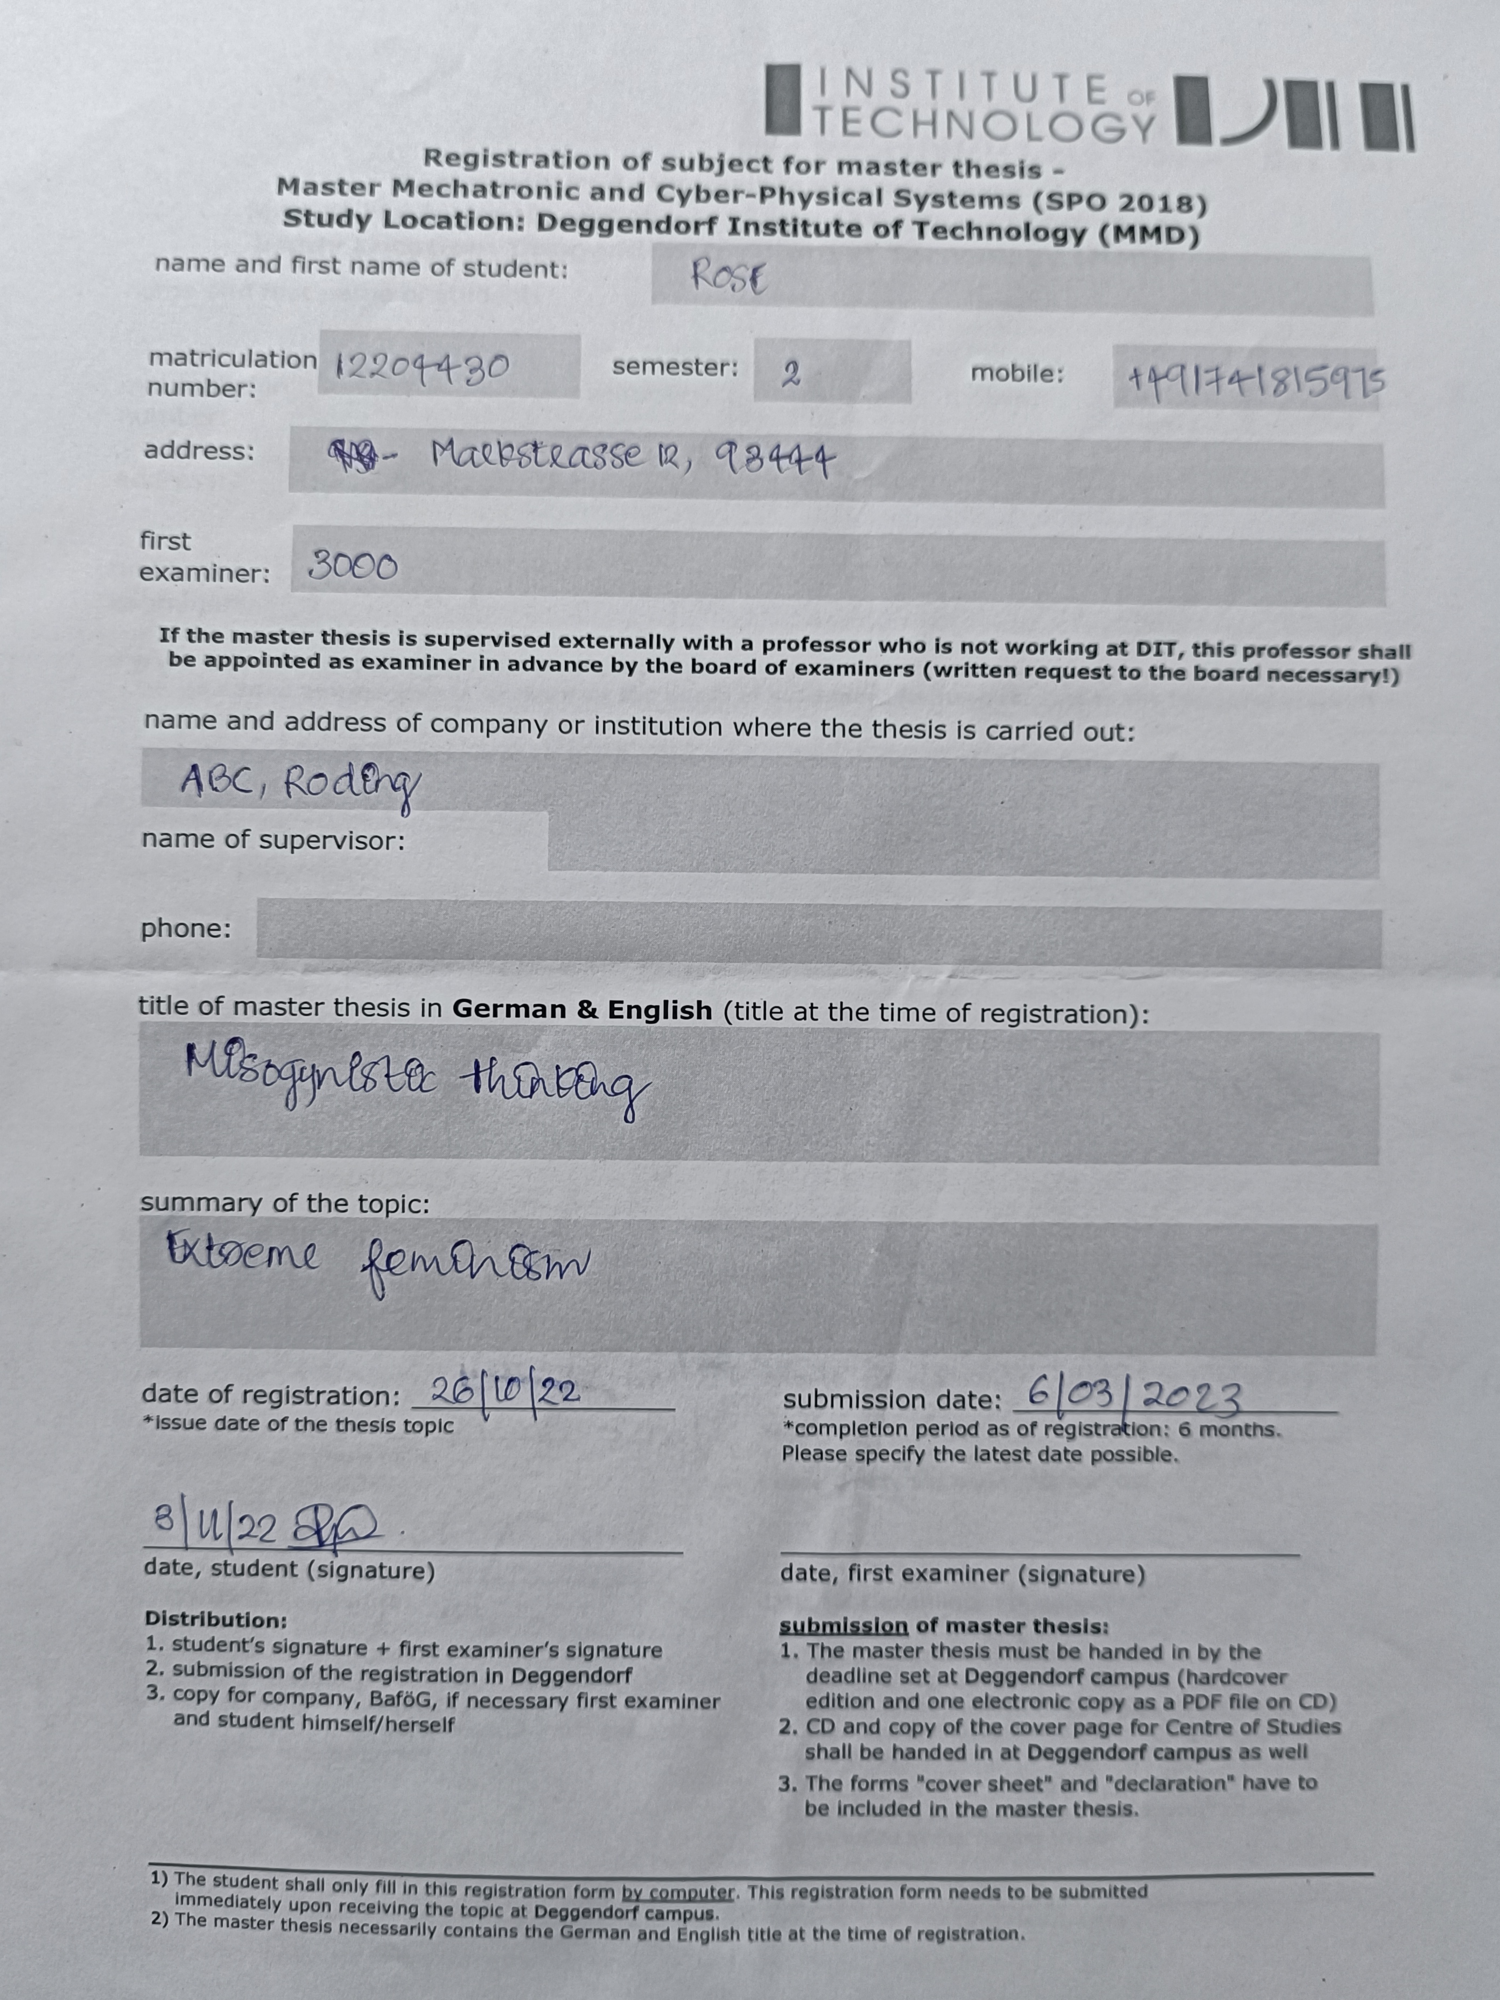 INSTITUTE OF
TECHNOLOGY
Registration of subject for master thesis -
Master Mechatronic and Cyber-Physical Systems (SPO 2018)
Study Location: Deggendorf Institute of Technology (MMD)
name and first name of student: ROSE
matriculation number: 12204430 semester: 2 mobile: +491741815975
address: Markstrasse 12, 93444
first examiner: 3000
If the master thesis is supervised externally with a professor who is not working at DIT, this professor shall
be appointed as examiner in advance by the board of examiners (written request to the board necessary!)
name and address of company or institution where the thesis is carried out:
ABC, Roding
name of supervisor:
phone:
title of master thesis in German & English (title at the time of registration):
Misogynistic thinking
summary of the topic:
Extreme feminism
date of registration: 26/10/22 submission date: 6/03/2023
*issue date of the thesis topic
*completion period as of registration: 6 months.
Please specify the latest date possible.
8/11/22
date, student (signature)
date, first examiner (signature)
Distribution:
1. student's signature + first examiner's signature
2. submission of the registration in Deggendorf
3. copy for company, BaföG, if necessary first examiner
and student himself/herself
submission of master thesis:
1. The master thesis must be handed in by the
deadline set at Deggendorf campus (hardcover
edition and one electronic copy as a PDF file on CD)
2. CD and copy of the cover page for Centre of Studies
shall be handed in at Deggendorf campus as well
3. The forms "cover sheet" and "declaration" have to
be included in the master thesis.
1) The student shall only fill in this registration form by computer. This registration form needs to be submitted
immediately upon receiving the topic at Deggendorf campus.
2) The master thesis necessarily contains the German and English title at the time of registration.